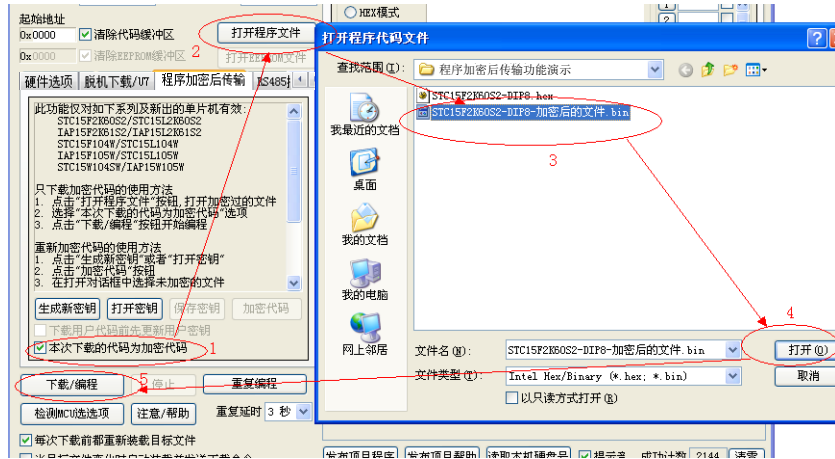 起始地址
0x0000 清除代码缓冲区 2 打开程序文件
0x0000 清除EEPROM缓冲区 打开EEPROM文件
HEX模式
硬件选项 脱机下载/U7 程序加密后传输 RS485
此功能仅对如下系列及新出的单片机有效:
STC15F2K60S2/STC15L2K60S2
IAP15F2K61S2/IAP15L2K61S2
STC15F104W/STC15L104W
IAP15F105W/STC15L105W
STC15W104SW/IAP15W105W
只下载加密代码的使用方法
1. 点击"打开程序文件"按钮,打开加密过的文件
2. 选择"本次下载的代码为加密代码"选项
3. 点击"下载/编程"按钮开始编程
重新加密代码的使用方法
1. 点击"生成新密钥"或者"打开密钥"
2. 点击"加密代码"按钮
3. 在打开对话框中选择未加密的文件
生成新密钥 打开密钥 保存密钥 加密代码
下载用户代码前先更新用户密钥
本次下载的代码为加密代码 1
下载/编程 5 停止 重复编程
检测MCU选选项 注意/帮助 重复延时 3 秒
每次下载前都重新装载目标文件
当目标文件变化时自动装载并发送下载命令
打开程序代码文件 ?
查找范围(I): 程序加密后传输功能演示
我最近的文档
桌面
我的文档
我的电脑
网上邻居
STC15F2K60S2-DIP8.hex
STC15F2K60S2-DIP8-加密后的文件.bin
3
4
文件名(N): STC15F2K60S2-DIP8-加密后的文件.bin 打开(O)
文件类型(T): Intel Hex/Binary (*.hex; *.bin) 取消
以只读方式打开(R)
发布项目程序 发布项目帮助 读取本机硬盘号 提示音 成功计数 2144 清零